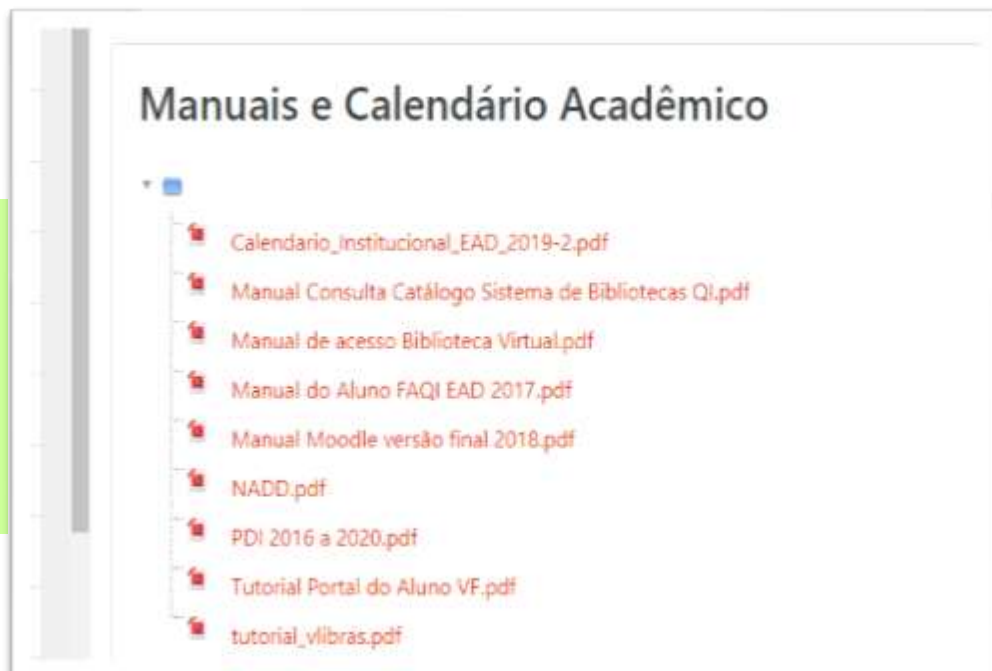 Manuais e Calendário Acadêmico
Calendario_Institucional_EAD_2019-2.pdf
Manual Consulta Catálogo Sistema de Bibliotecas QI.pdf
Manual de acesso Biblioteca Virtual.pdf
Manual do Aluno FAQI EAD 2017.pdf
Manual Moodle versão final 2018.pdf
NADD.pdf
PDI 2016 a 2020.pdf
Tutorial Portal do Aluno VF.pdf
tutorial_vlibras.pdf